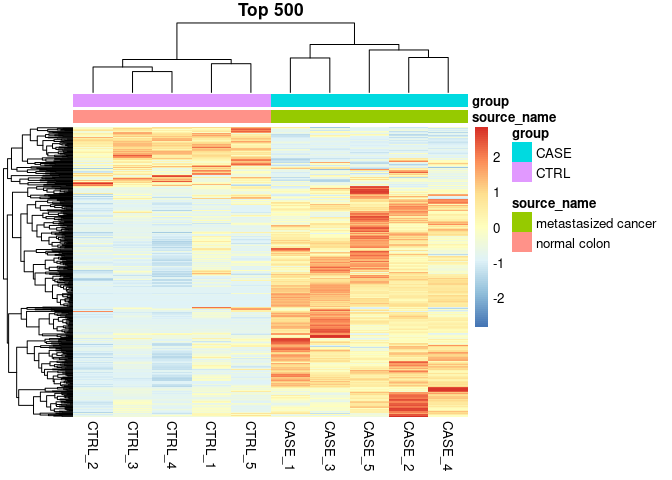 Top 500
group
source_name
group
CASE
CTRL
source_name
metastasized cancer
normal colon
2
1
0
-1
-2
CTRL_2
CTRL_3
CTRL_4
CTRL_1
CTRL_5
CASE_1
CASE_3
CASE_5
CASE_2
CASE_4